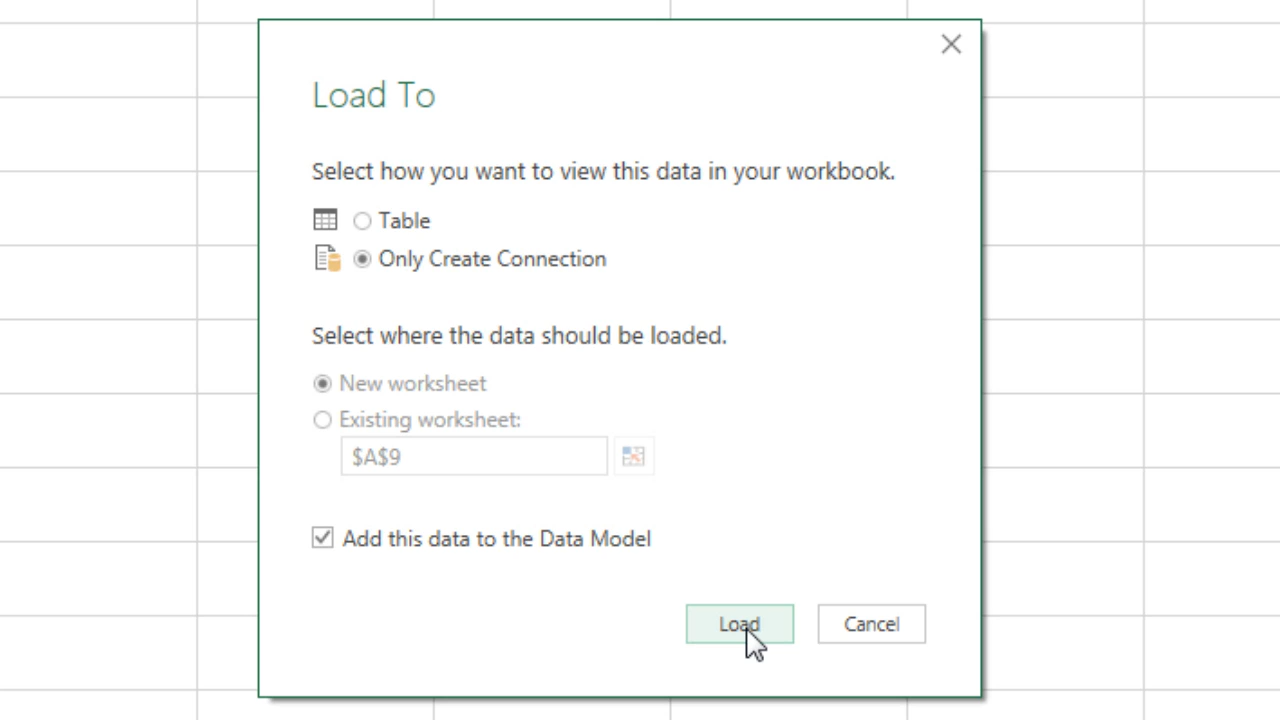 Load To
Select how you want to view this data in your workbook.
Table
Only Create Connection
Select where the data should be loaded.
New worksheet
Existing worksheet:
$A$9
Add this data to the Data Model
Load Cancel